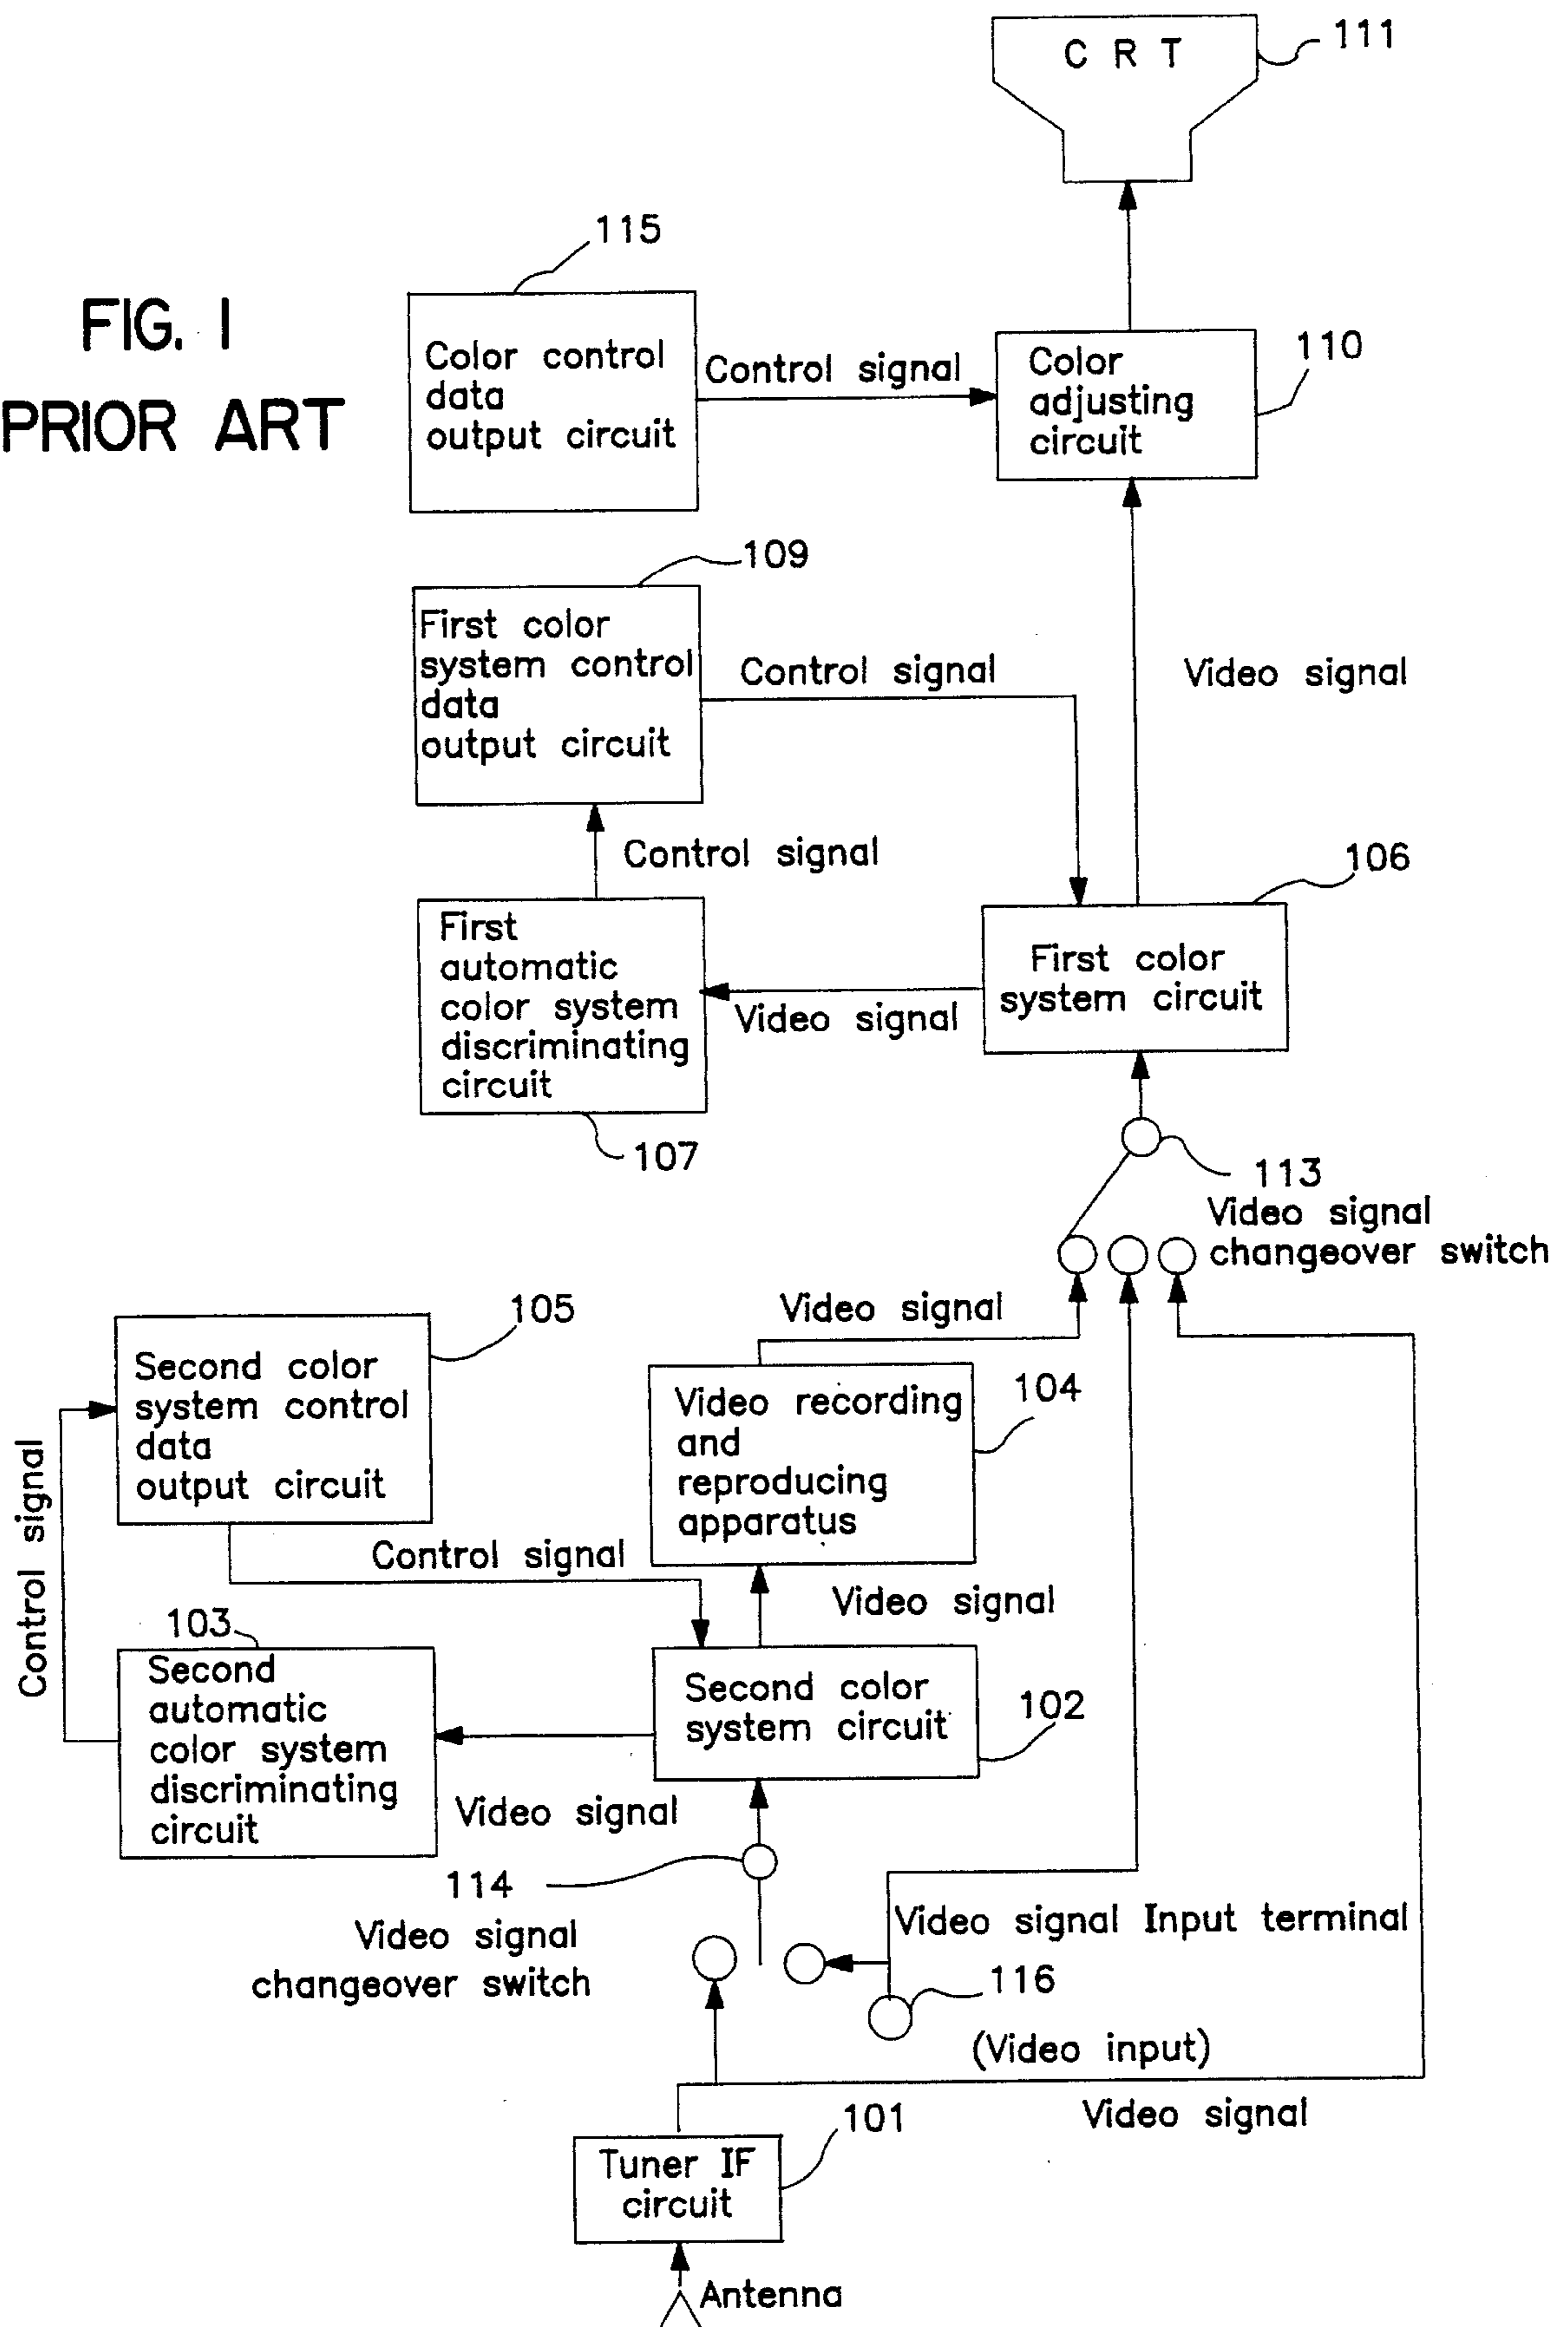 C R T
111
115
FIG. 1
PRIOR ART
Color control
data
output circuit
Control signal
Color
adjusting
circuit
110
109
First color
system control
data
output circuit
Control signal
Video signal
Control signal
106
First
automatic
color system
discriminating
circuit
First color
system circuit
Video signal
107
113
Video signal
changeover switch
105
Video signal
Second color
system control
data
output circuit
Video recording
and
reproducing
apparatus
104
Control signal
Control signal
Video signal
103
Second
automatic
color system
discriminating
circuit
Second color
system circuit
102
Video signal
114
Video signal
changeover switch
Video signal Input terminal
116
(Video input)
Video signal
101
Tuner IF
circuit
Antenna